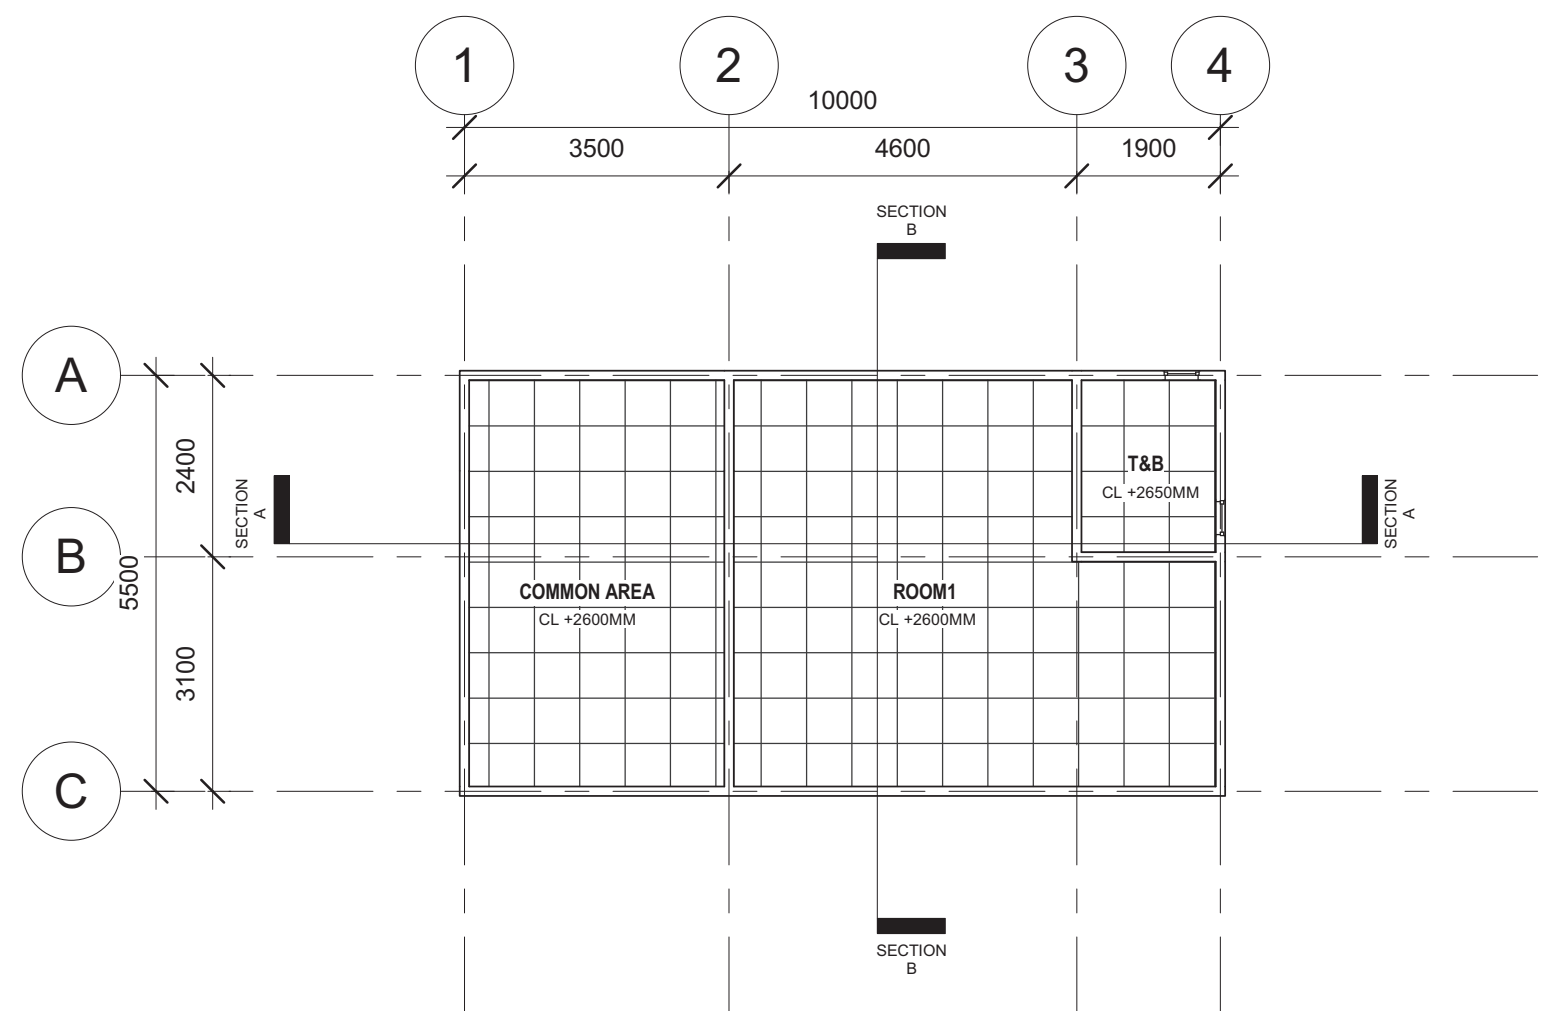 1
2
3
4
10000
3500
4600
1900
SECTION
B
A
2400
SECTION
A
T&B
CL +2650MM
SECTION
A
B
5500
COMMON AREA
CL +2600MM
ROOM1
CL +2600MM
3100
C
SECTION
B